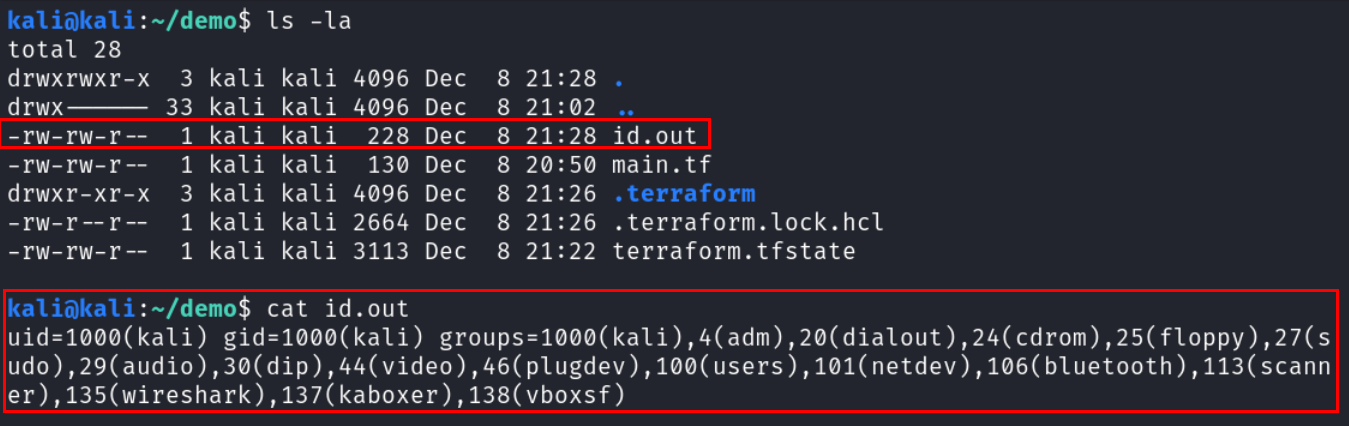 kali@kali:~/demo$ ls -la
total 28
drwxrwxr-x  3 kali kali 4096 Dec  8 21:28 .
drwx------ 33 kali kali 4096 Dec  8 21:02 ..
-rw-rw-r--  1 kali kali  228 Dec  8 21:28 id.out
-rw-rw-r--  1 kali kali  130 Dec  8 20:50 main.tf
drwxr-xr-x  3 kali kali 4096 Dec  8 21:26 .terraform
-rw-r--r--  1 kali kali 2664 Dec  8 21:26 .terraform.lock.hcl
-rw-rw-r--  1 kali kali 3113 Dec  8 21:22 terraform.tfstate
kali@kali:~/demo$ cat id.out
uid=1000(kali) gid=1000(kali) groups=1000(kali),4(adm),20(dialout),24(cdrom),25(floppy),27(s
udo),29(audio),30(dip),44(video),46(plugdev),100(users),101(netdev),106(bluetooth),113(scann
er),135(wireshark),137(kaboxer),138(vboxsf)